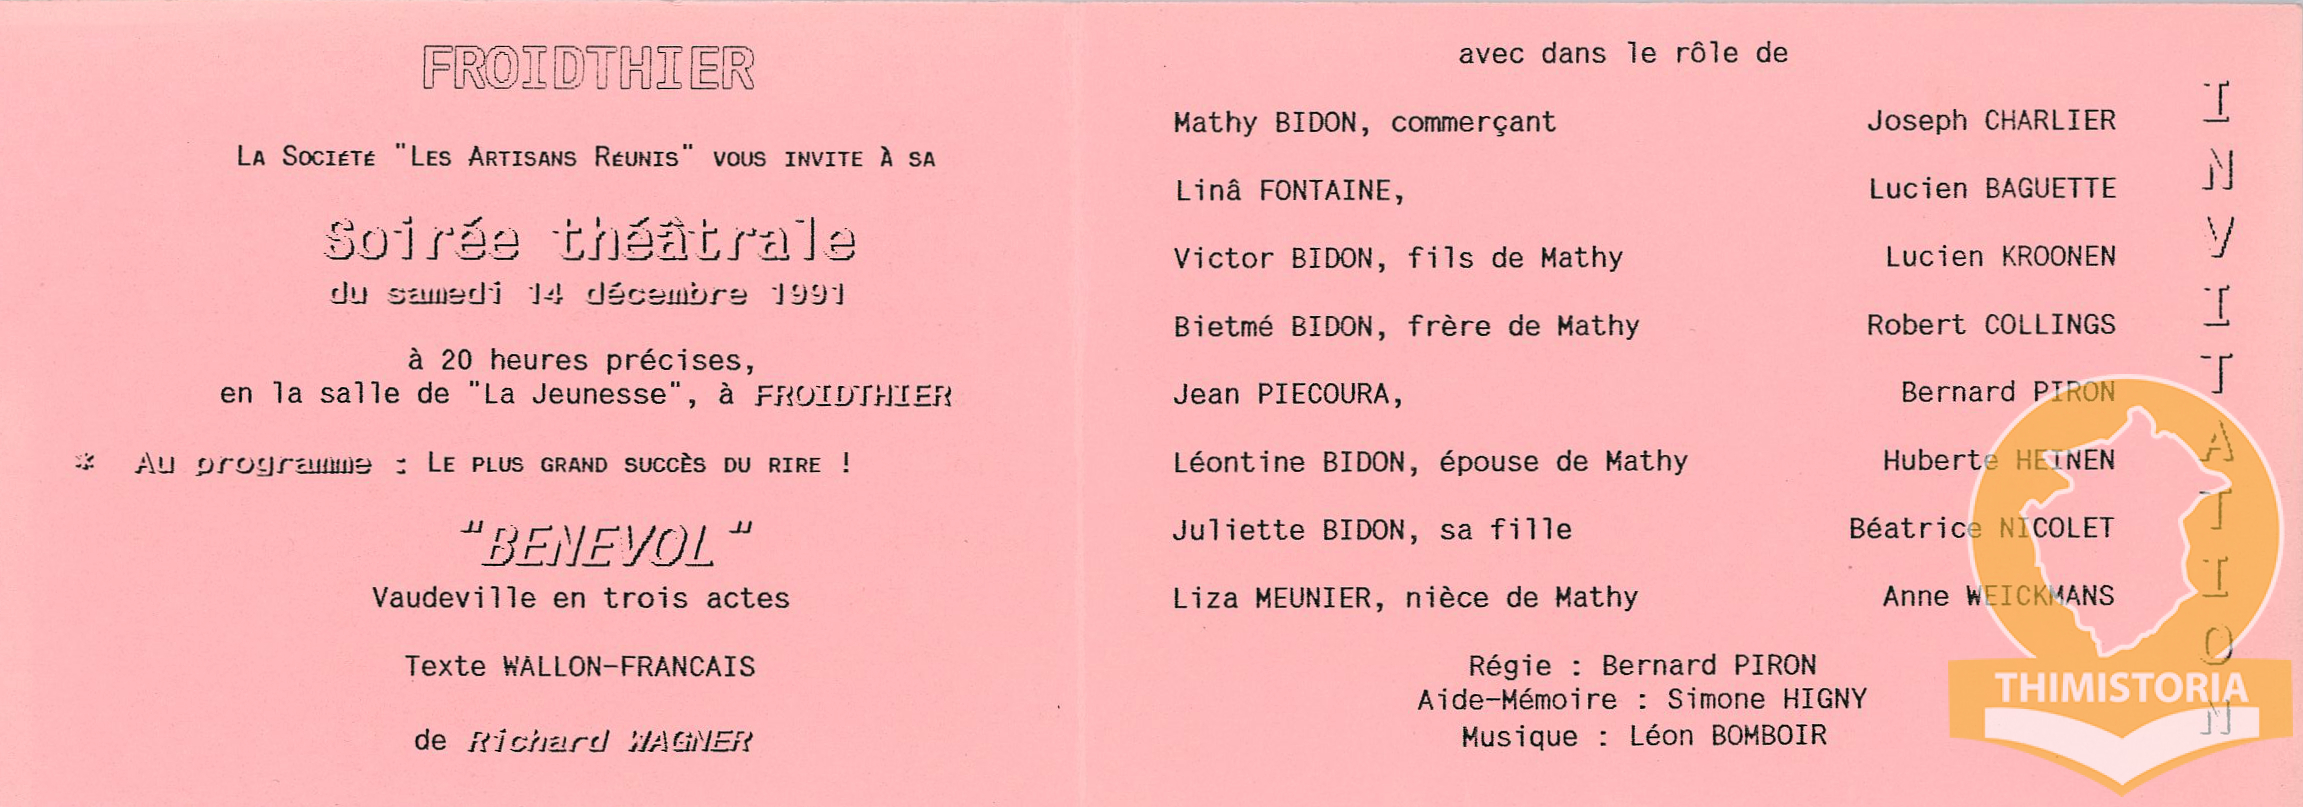 FROIDTHIER
LA SOCIÉTÉ "LES ARTISANS RÉUNIS" VOUS INVITE À SA
Soirée théâtrale
du samedi 14 décembre 1991
à 20 heures précises,
en la salle de "La Jeunesse", à FROIDTHIER
* Au programme : LE PLUS GRAND SUCCÈS DU RIRE !
"BENEVOL"
Vaudeville en trois actes
Texte WALLON-FRANCAIS
de Richard WAGNER
avec dans le rôle de
Mathy BIDON, commerçant Joseph CHARLIER
Linâ FONTAINE, Lucien BAGUETTE
Victor BIDON, fils de Mathy Lucien KROONEN
Bietmé BIDON, frère de Mathy Robert COLLINGS
Jean PIECOURA, Bernard PIRON
Léontine BIDON, épouse de Mathy Huberte HEINEN
Juliette BIDON, sa fille Béatrice NICOLET
Liza MEUNIER, nièce de Mathy Anne WEICKMANS
Régie : Bernard PIRON
Aide-Mémoire : Simone HIGNY
Musique : Léon BOMBOIR
INVITATION
THIMISTORIA